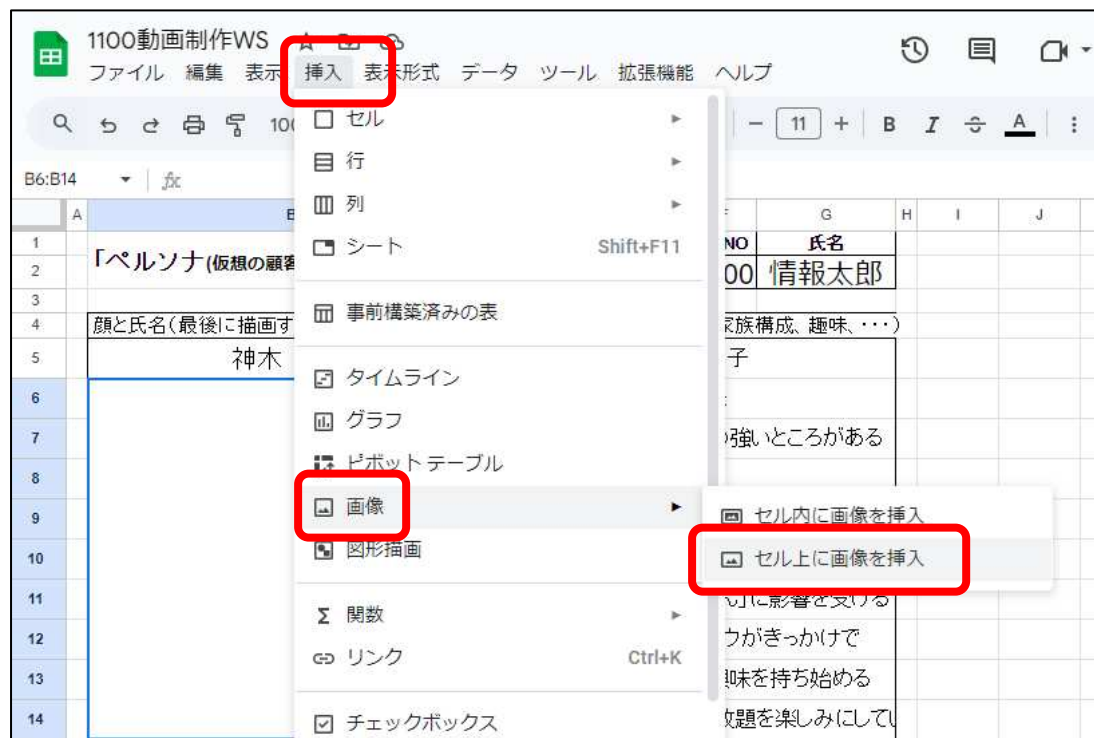 1100動画制作WS
ファイル 編集 表示 挿入 表示形式 データ ツール 拡張機能 ヘルプ
11 B I A
B6:B14 fx
A G H I J
セル
行
列
シート Shift+F11
事前構築済みの表
タイムライン
グラフ
ピボット テーブル
画像
セル内に画像を挿入
セル上に画像を挿入
図形描画
関数
リンク Ctrl+K
チェックボックス
1 NO 氏名
2 「ペルソナ(仮想の顧客 00 情報太郎
3
4 顔と氏名(最後に描画す 家族構成、趣味、・・・)
5 神木 子
6
7 の強いところがある
8
9
10
11 に影響を受ける
12 ウがきっかけで
13 興味を持ち始める
14 放題を楽しみにして